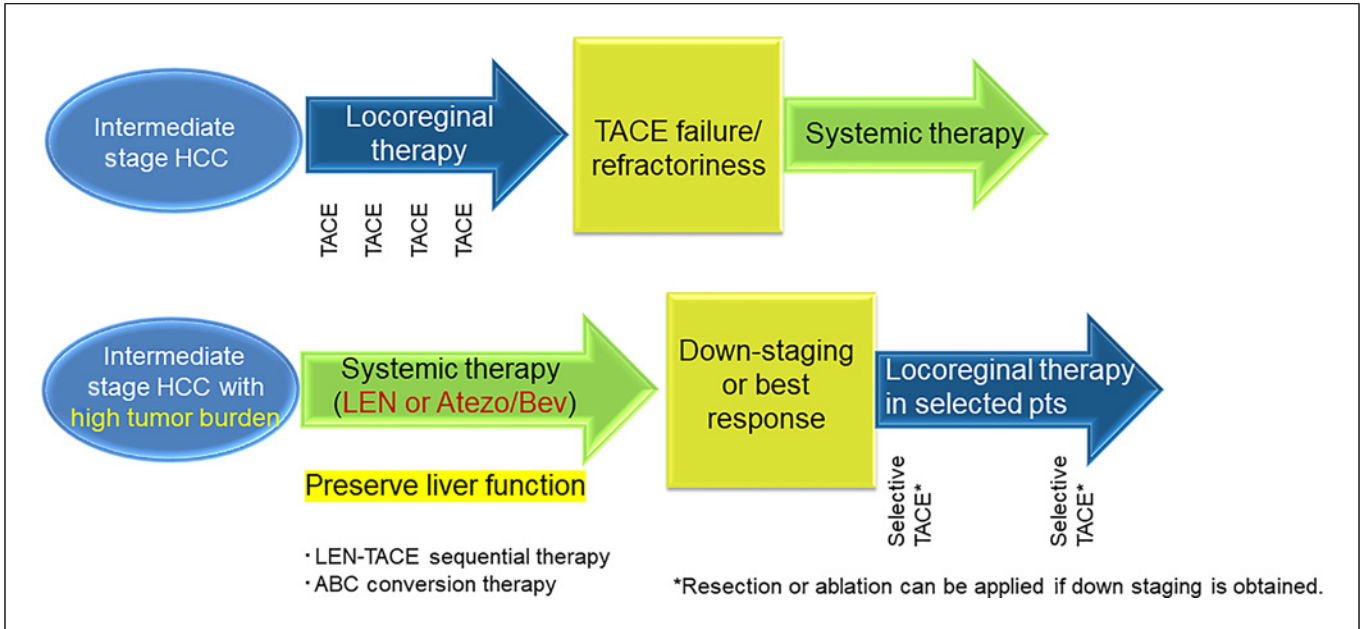 Intermediate
stage HCC
Locoreginal
therapy
TACE
TACE
TACE
TACE
TACE failure/
refractoriness
Systemic therapy
Intermediate
stage HCC with
high tumor burden
Systemic therapy
(LEN or Atezo/Bev)
Preserve liver function
・LEN-TACE sequential therapy
・ABC conversion therapy
Down-staging
or best
response
Locoreginal therapy
in selected pts
Selective
TACE*
Selective
TACE*
*Resection or ablation can be applied if down staging is obtained.